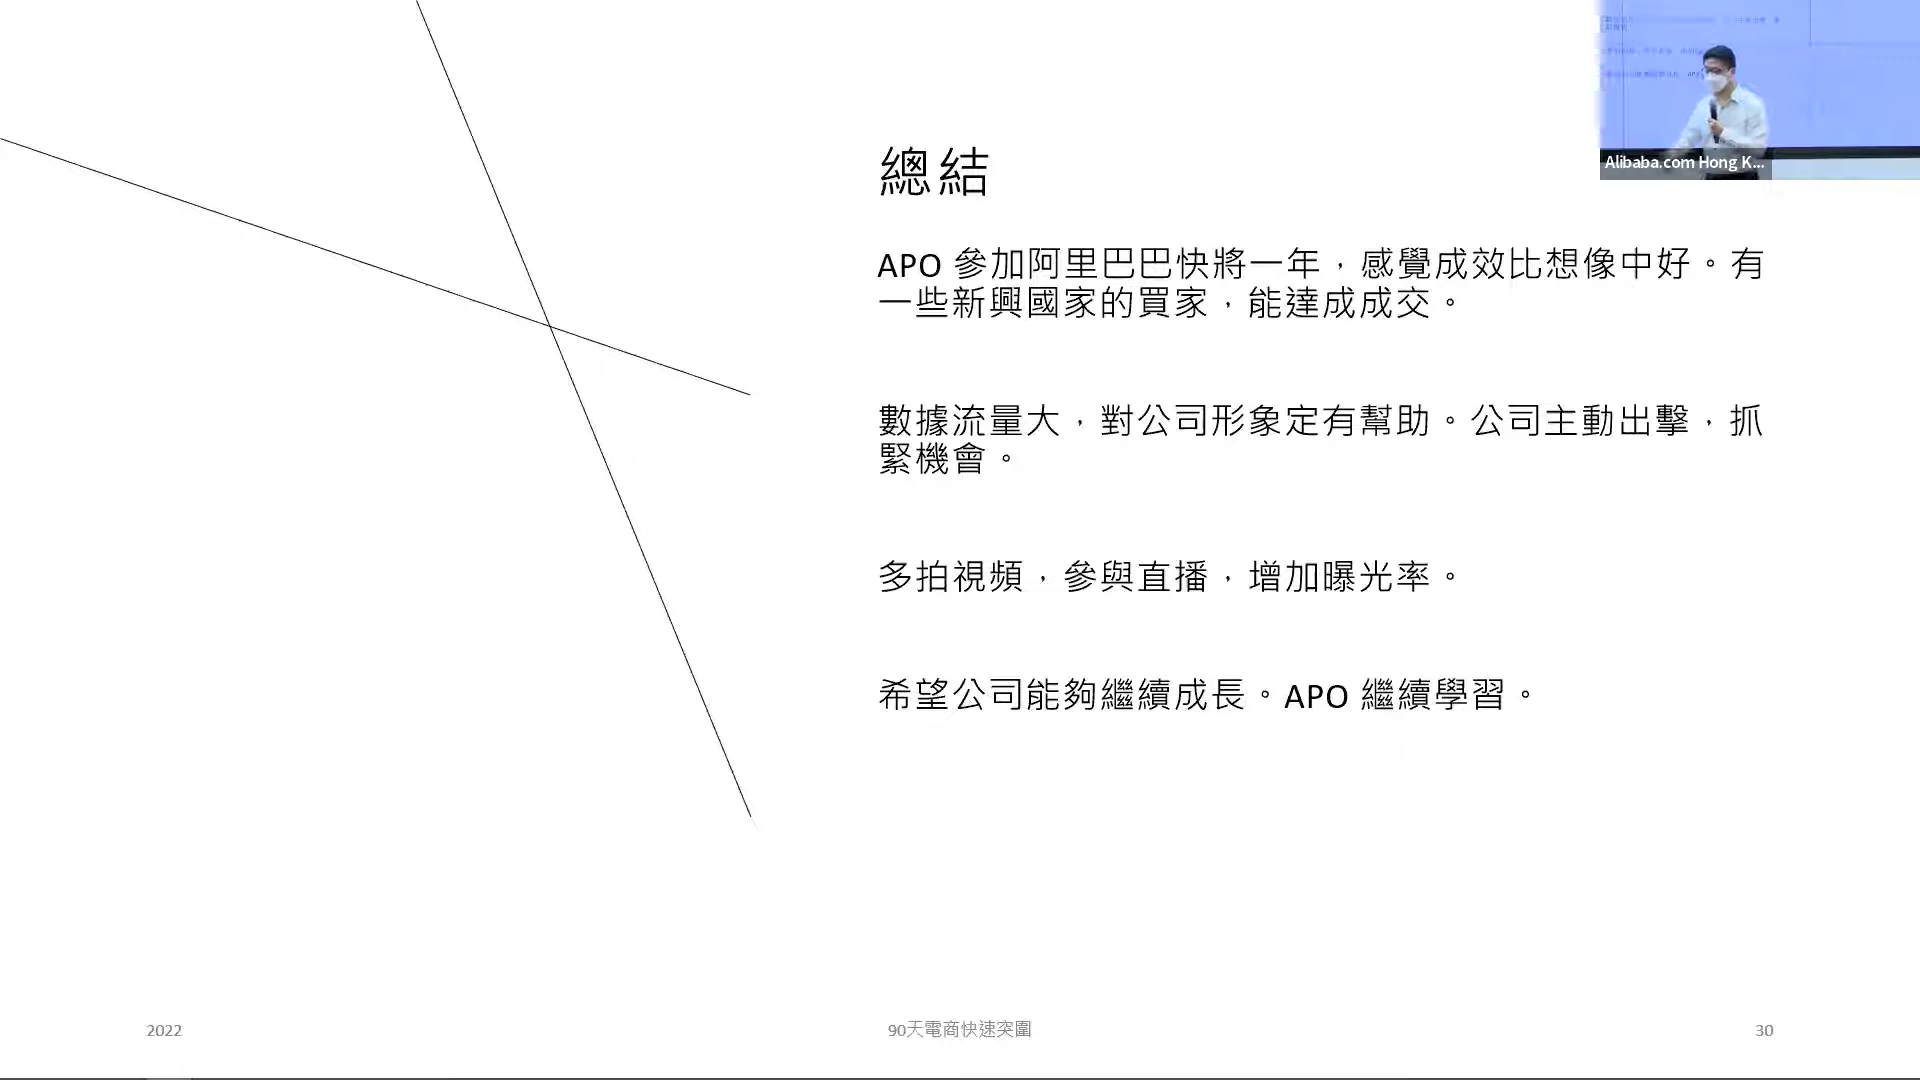 總結
APO 參加阿里巴巴快將一年，感覺成效比想像中好。有
一些新興國家的買家，能達成成交。
數據流量大，對公司形象定有幫助。公司主動出擊，抓
緊機會。
多拍視頻，參與直播，增加曝光率。
希望公司能夠繼續成長。APO 繼續學習。
Alibaba.com Hong K...
2022
90天電商快速突圍
30